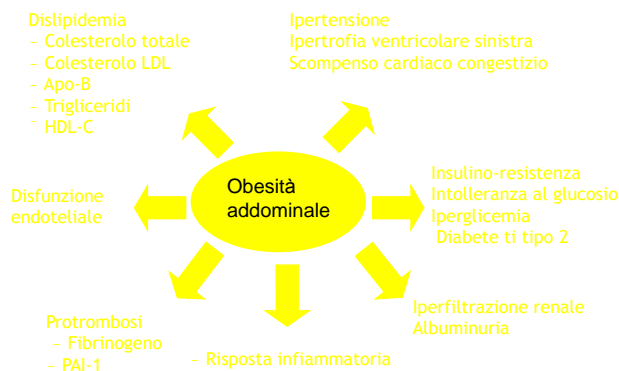 Dislipidemia
– Colesterolo totale
– Colesterolo LDL
– Apo-B
– Trigliceridi
¯ HDL-C
Ipertensione
Ipertrofia ventricolare sinistra
Scompenso cardiaco congestizio
Obesità
addominale
Disfunzione
endoteliale
Insulino-resistenza
Intolleranza al glucosio
Iperglicemia
Diabete ti tipo 2
Iperfiltrazione renale
Albuminuria
Protrombosi
– Fibrinogeno
– PAI-1
– Risposta infiammatoria